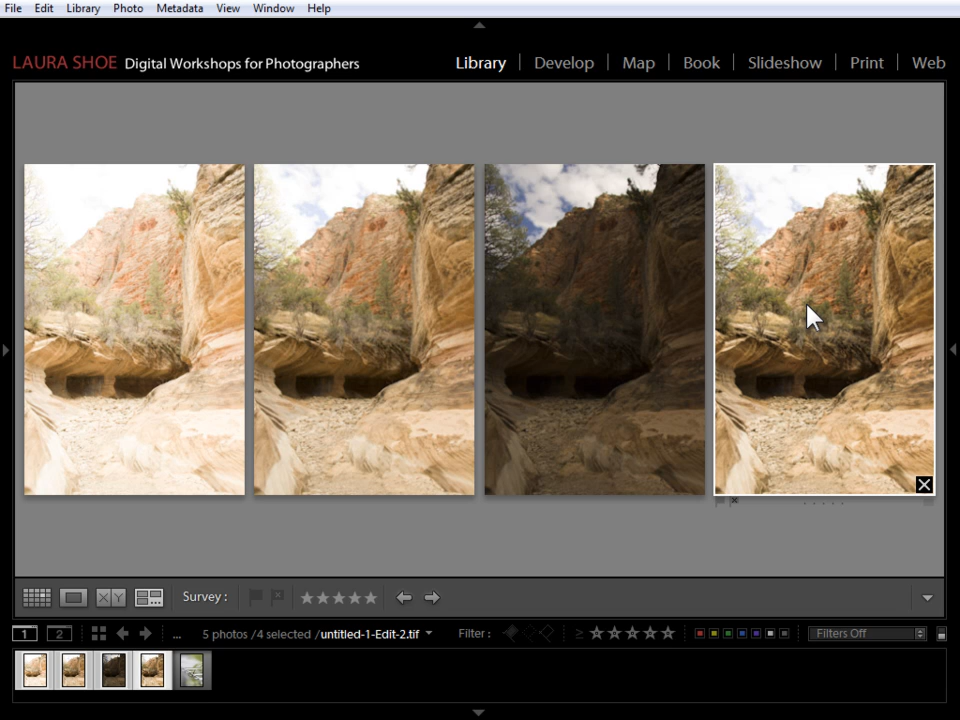 File Edit Library Photo Metadata View Window Help
LAURA SHOE Digital Workshops for Photographers
Library Develop Map Book Slideshow Print Web
Survey :
1 2 ... 5 photos /4 selected /untitled-1-Edit-2.tif Filter : Filters Off